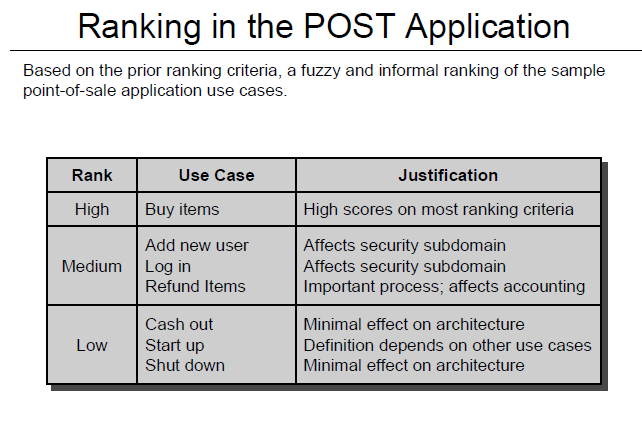 Ranking in the POST Application
Based on the prior ranking criteria, a fuzzy and informal ranking of the sample
point-of-sale application use cases.
Rank Use Case Justification
High Buy items High scores on most ranking criteria
Add new user Affects security subdomain
Medium Log in Affects security subdomain
Refund Items Important process; affects accounting
Cash out Minimal effect on architecture
Low Start up Definition depends on other use cases
Shut down Minimal effect on architecture